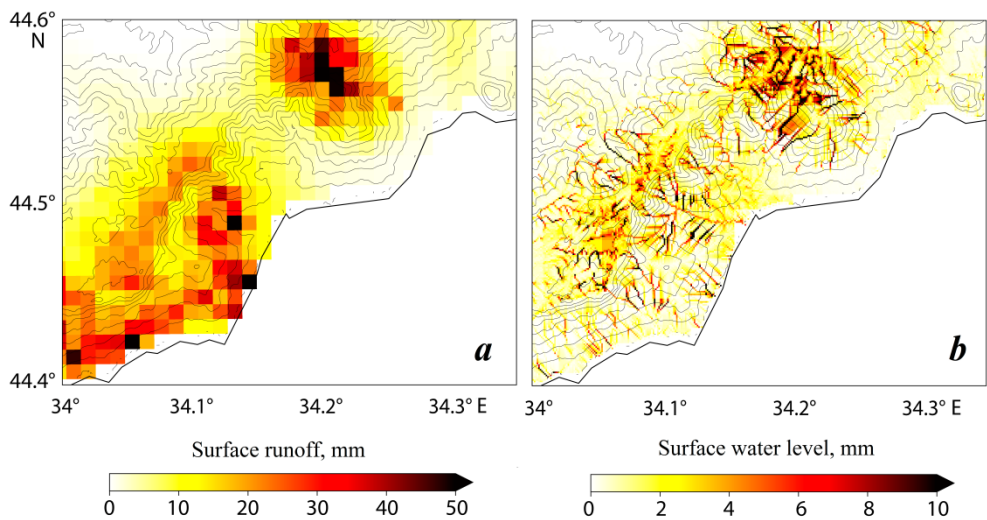 44.6°
N
44.5°
44.4°
a
34° 34.1° 34.2° 34.3° E
Surface runoff, mm
0 10 20 30 40 50
b
34° 34.1° 34.2° 34.3° E
Surface water level, mm
0 2 4 6 8 10